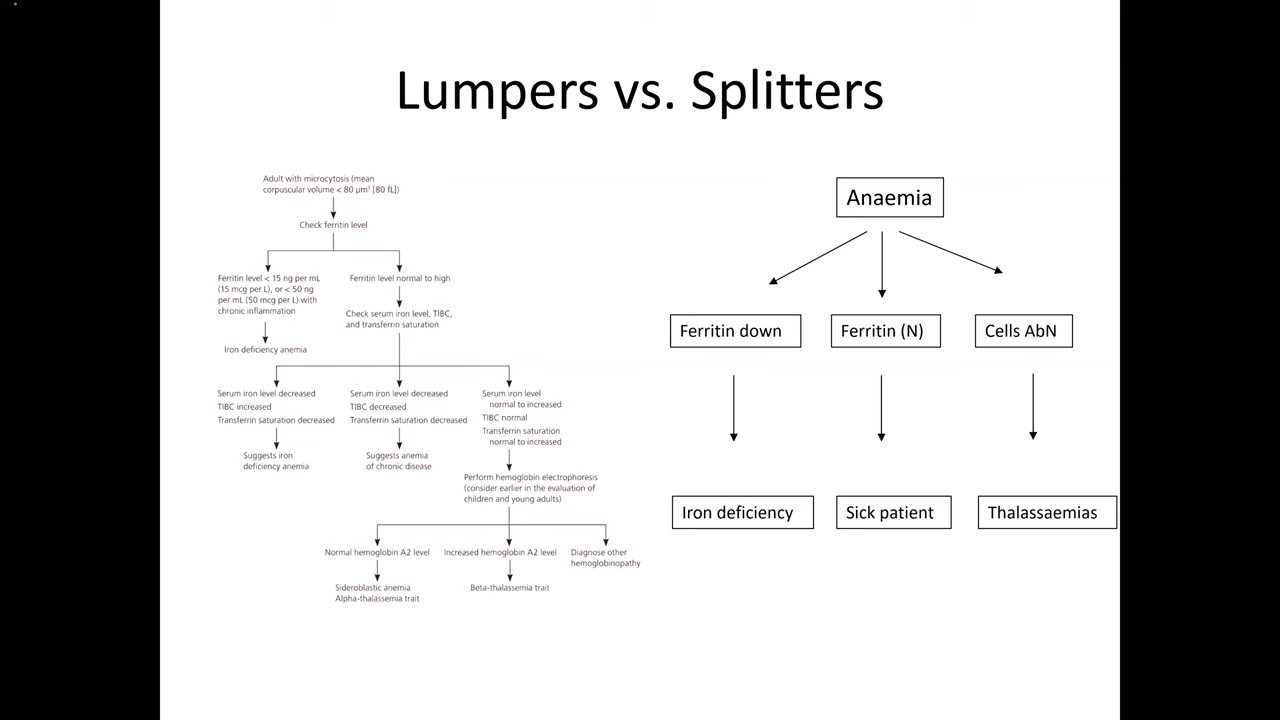 Lumpers vs. Splitters
Adult with microcytosis (mean
corpuscular volume < 80 µm³ [80 fL])
Check ferritin level
Ferritin level < 15 ng per mL
(15 mcg per L), or < 50 ng
per mL (50 mcg per L) with
chronic inflammation
Ferritin level normal to high
Check serum iron level, TIBC,
and transferrin saturation
Iron deficiency anemia
Serum iron level decreased
TIBC increased
Transferrin saturation decreased
Serum iron level decreased
TIBC decreased
Transferrin saturation decreased
Serum iron level
normal to increased
TIBC normal
Transferrin saturation
normal to increased
Suggests iron
deficiency anemia
Suggests anemia
of chronic disease
Perform hemoglobin electrophoresis
(consider earlier in the evaluation of
children and young adults)
Normal hemoglobin A2 level
Increased hemoglobin A2 level
Diagnose other
hemoglobinopathy
Sideroblastic anemia
Alpha-thalassemia trait
Beta-thalassemia trait
Anaemia
Ferritin down
Ferritin (N)
Cells AbN
Iron deficiency
Sick patient
Thalassaemias